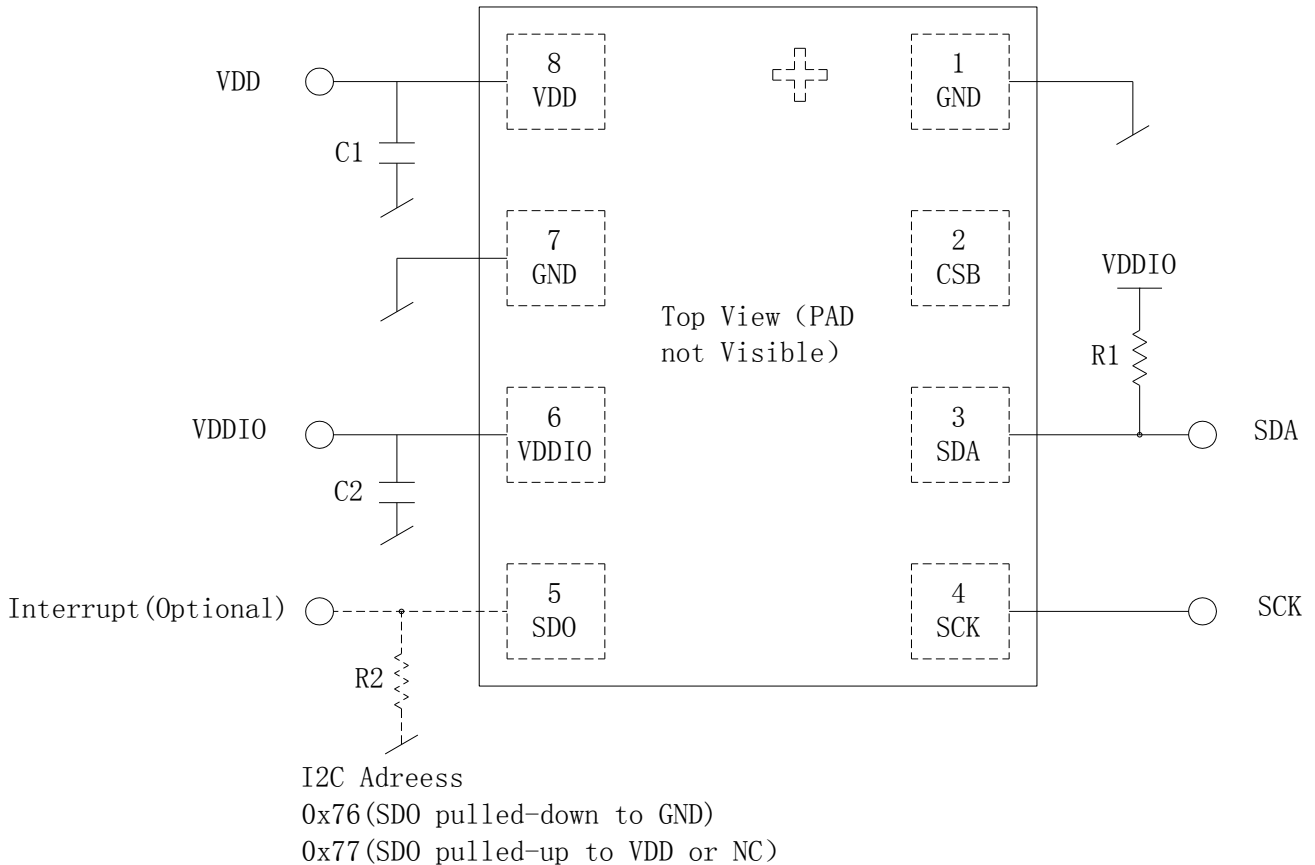 VDD
8
VDD
1
GND
C1
7
GND
2
CSB
VDDIO
Top View (PAD
not Visible)
R1
VDDIO
6
VDDIO
3
SDA
SDA
C2
Interrupt(Optional)
5
SDO
4
SCK
SCK
R2
I2C Adreess
0x76(SDO pulled-down to GND)
0x77(SDO pulled-up to VDD or NC)